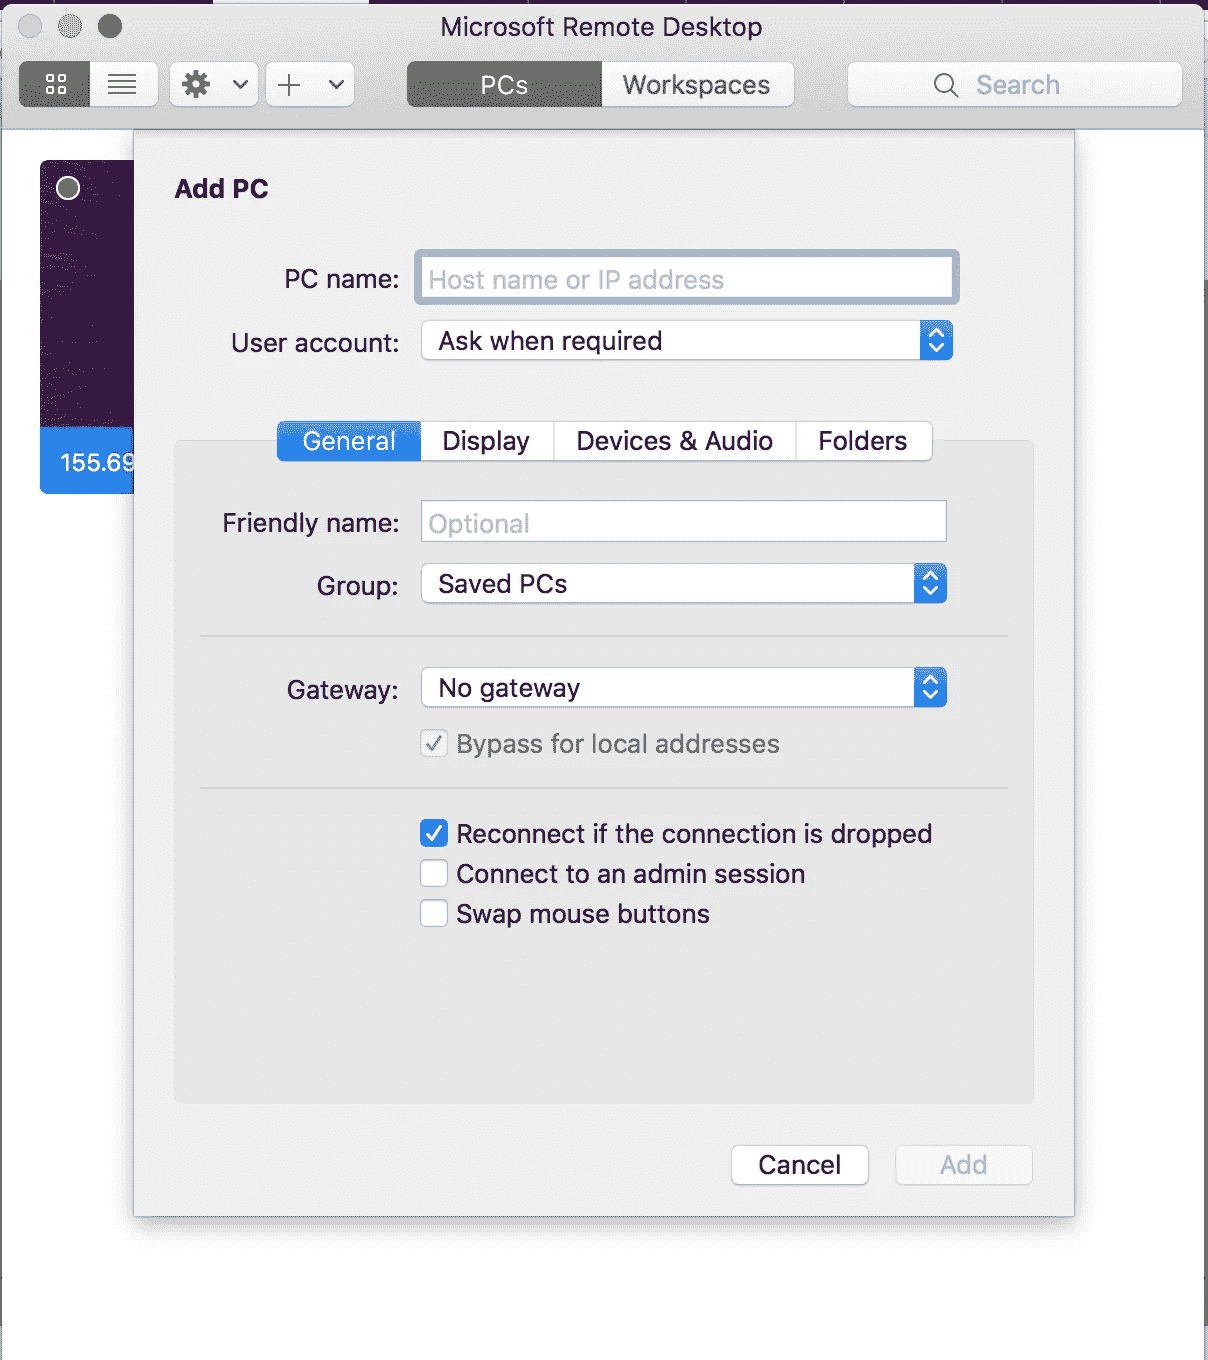 Microsoft Remote Desktop
PCs Workspaces Search
Add PC
PC name: Host name or IP address
User account: Ask when required
155.69
General Display Devices & Audio Folders
Friendly name: Optional
Group: Saved PCs
Gateway: No gateway
Bypass for local addresses
Reconnect if the connection is dropped
Connect to an admin session
Swap mouse buttons
Cancel Add